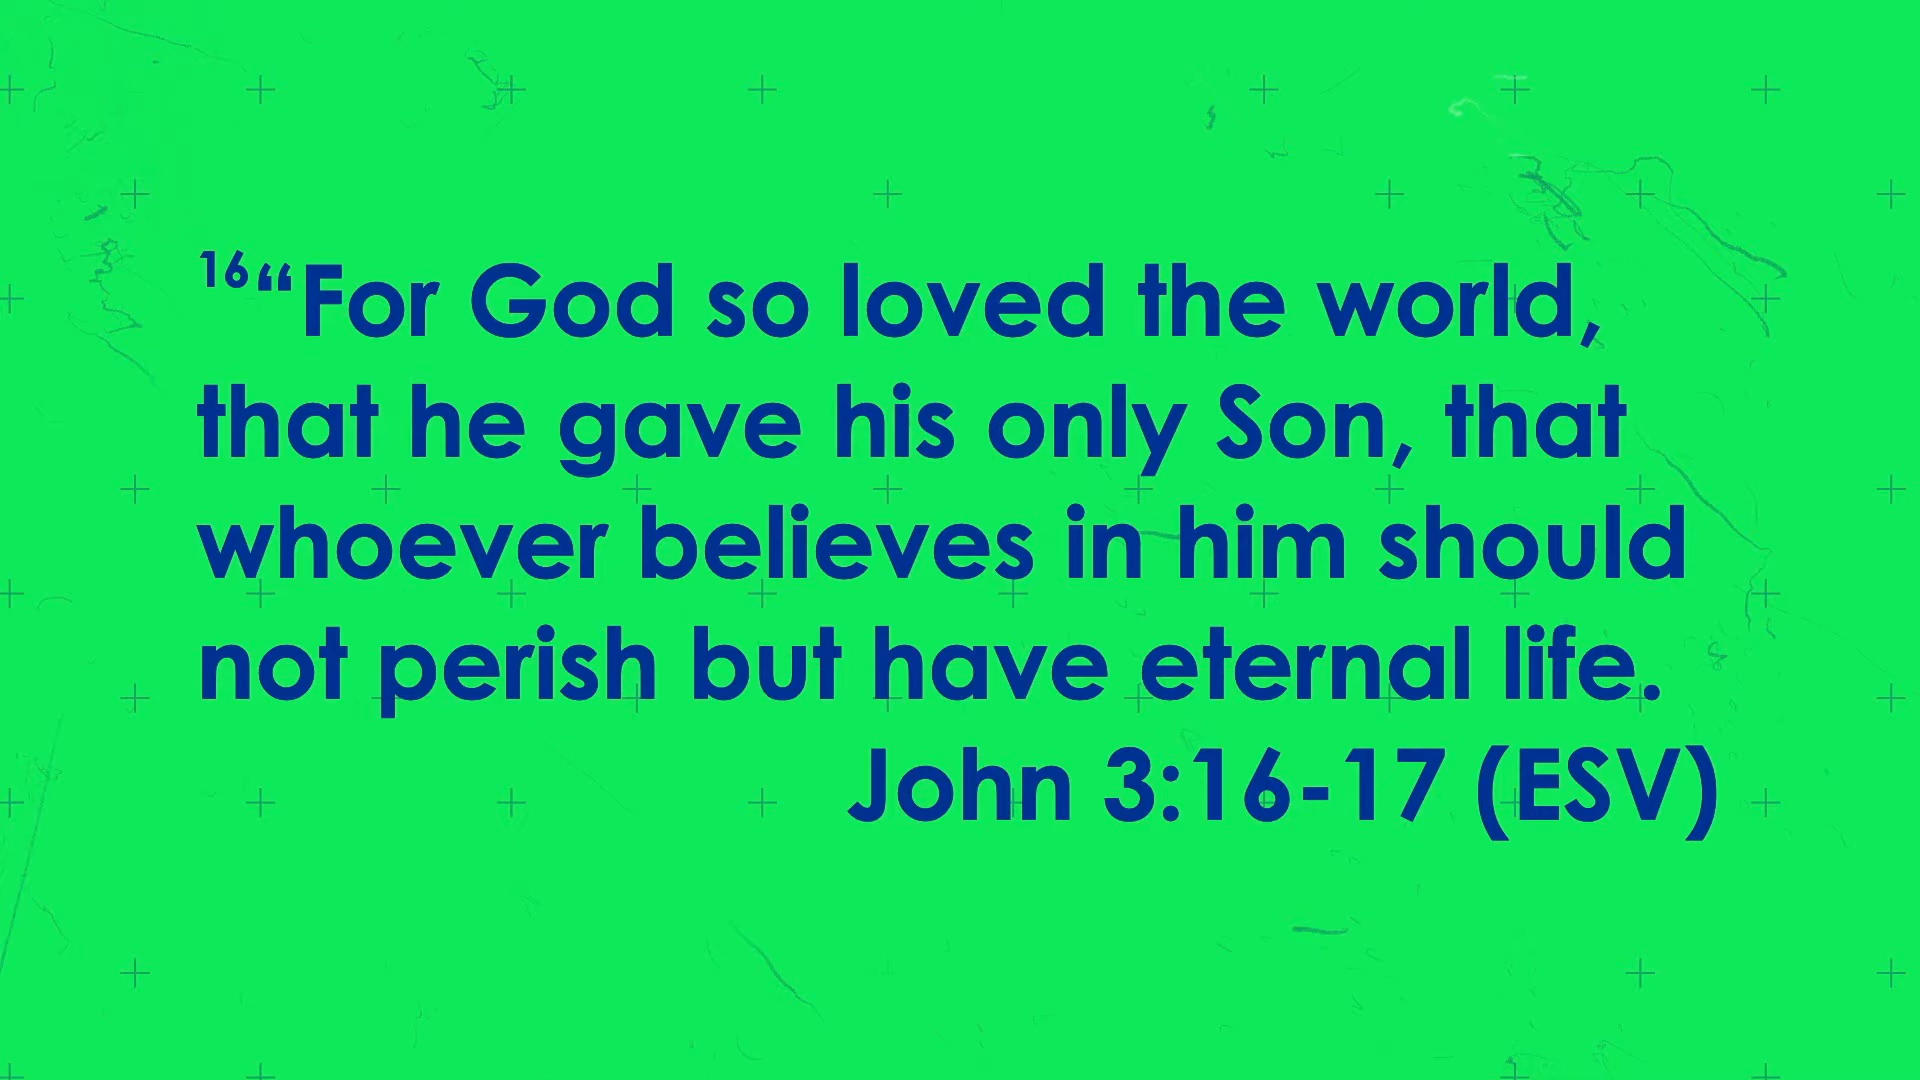 16“For God so loved the world,
that he gave his only Son, that
whoever believes in him should
not perish but have eternal life.
John 3:16-17 (ESV)